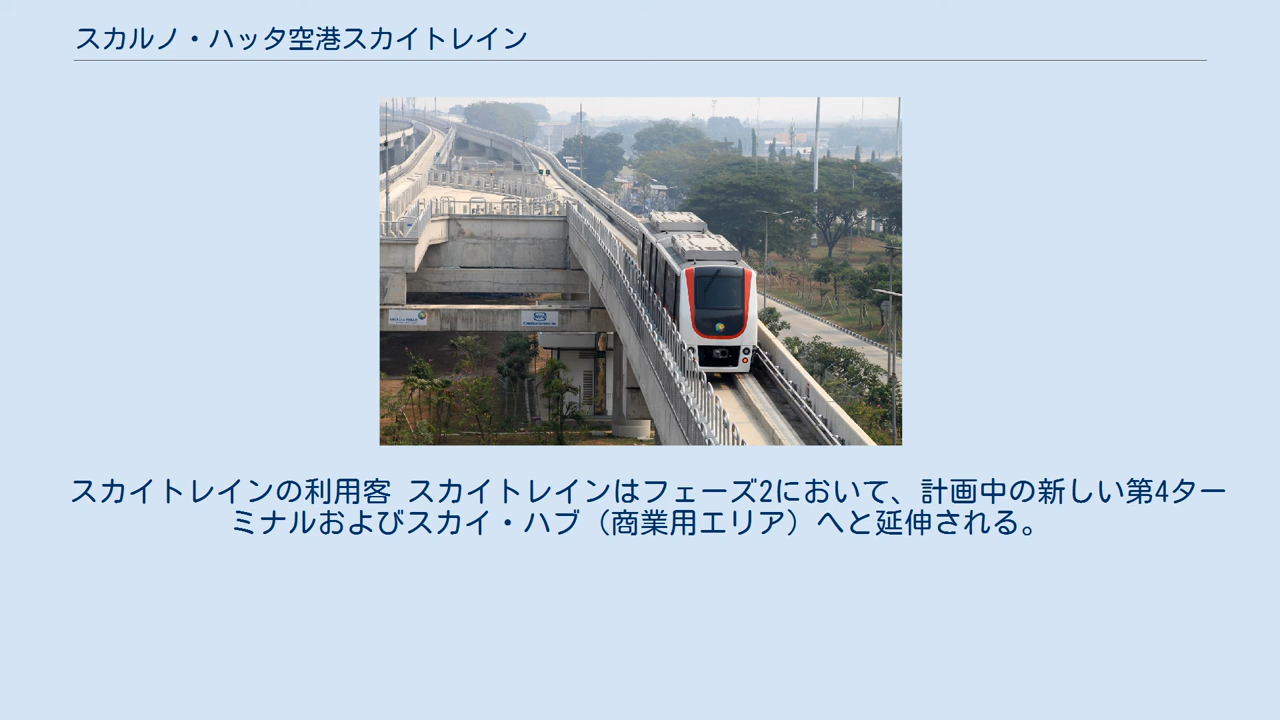 スカルノ・ハッタ空港スカイトレイン
スカイトレインの利用客 スカイトレインはフェーズ2において、計画中の新しい第4ター
ミナルおよびスカイ・ハブ（商業用エリア）へと延伸される。